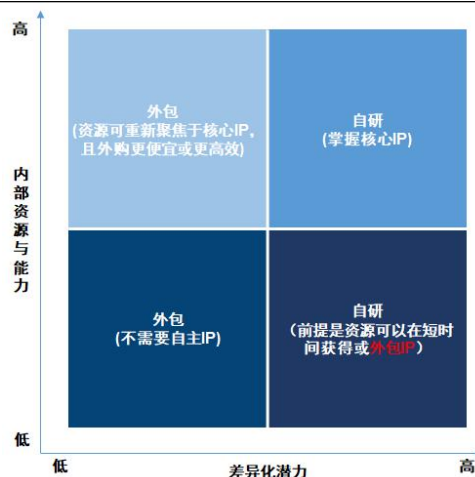 高
外包
(资源可重新聚焦于核心IP,
且外购更便宜或更高效)
自研
(掌握核心IP)
内部资源与能力
外包
(不需要自主IP)
自研
(前提是资源可以在短时
间获得或外包IP)
低
低
差异化潜力
高